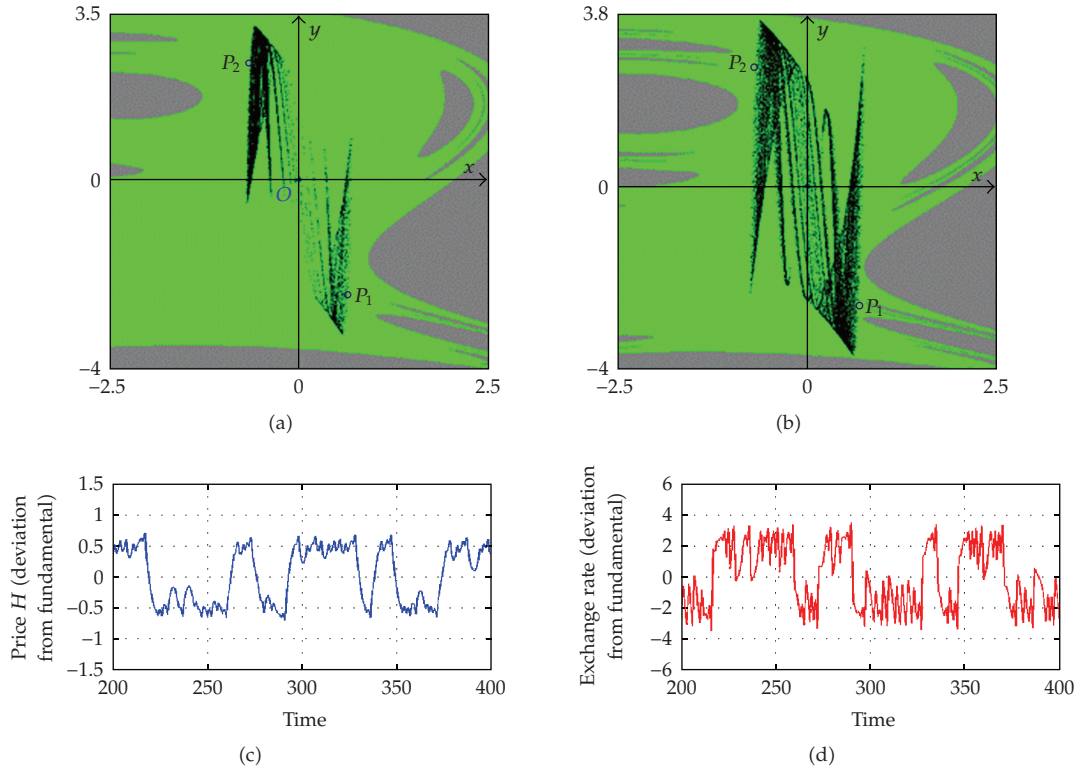 3.5
y
P2
0
x
O
P1
−4
−2.5
0
2.5
(a)
3.8
y
P2
0
x
P1
−4
−2.5
0
2.5
(b)
Price H (deviation
from fundamental)
1.5
1
0.5
0
−0.5
−1
−1.5
200
250
300
350
400
Time
(c)
Exchange rate (deviation
from fundamental)
6
4
2
0
−2
−4
−6
200
250
300
350
400
Time
(d)